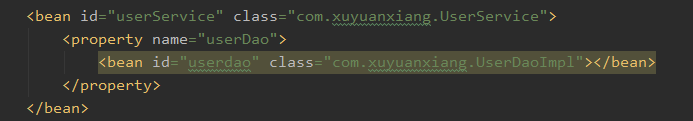 <bean id="userService" class="com.xuyuanxiang.UserService">
<property name="userDao">
<bean id="userdao" class="com.xuyuanxiang.UserDaoImpl"></bean>
</property>
</bean>